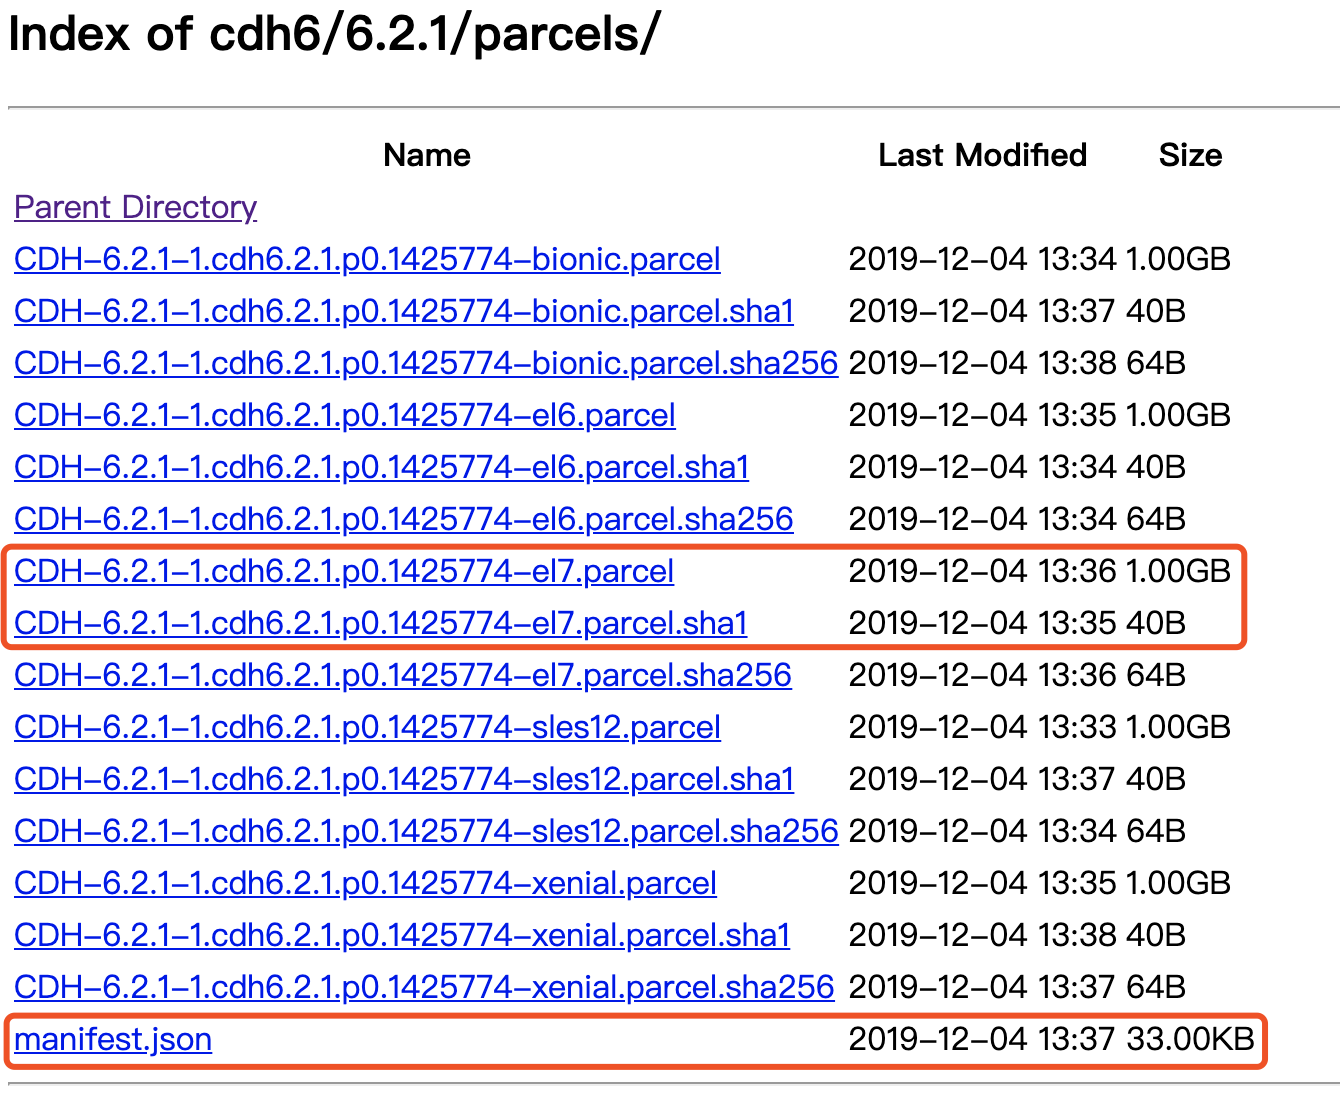 Index of cdh6/6.2.1/parcels/
Name Last Modified Size
Parent Directory
CDH-6.2.1-1.cdh6.2.1.p0.1425774-bionic.parcel 2019-12-04 13:34 1.00GB
CDH-6.2.1-1.cdh6.2.1.p0.1425774-bionic.parcel.sha1 2019-12-04 13:37 40B
CDH-6.2.1-1.cdh6.2.1.p0.1425774-bionic.parcel.sha256 2019-12-04 13:38 64B
CDH-6.2.1-1.cdh6.2.1.p0.1425774-el6.parcel 2019-12-04 13:35 1.00GB
CDH-6.2.1-1.cdh6.2.1.p0.1425774-el6.parcel.sha1 2019-12-04 13:34 40B
CDH-6.2.1-1.cdh6.2.1.p0.1425774-el6.parcel.sha256 2019-12-04 13:34 64B
CDH-6.2.1-1.cdh6.2.1.p0.1425774-el7.parcel 2019-12-04 13:36 1.00GB
CDH-6.2.1-1.cdh6.2.1.p0.1425774-el7.parcel.sha1 2019-12-04 13:35 40B
CDH-6.2.1-1.cdh6.2.1.p0.1425774-el7.parcel.sha256 2019-12-04 13:36 64B
CDH-6.2.1-1.cdh6.2.1.p0.1425774-sles12.parcel 2019-12-04 13:33 1.00GB
CDH-6.2.1-1.cdh6.2.1.p0.1425774-sles12.parcel.sha1 2019-12-04 13:37 40B
CDH-6.2.1-1.cdh6.2.1.p0.1425774-sles12.parcel.sha256 2019-12-04 13:34 64B
CDH-6.2.1-1.cdh6.2.1.p0.1425774-xenial.parcel 2019-12-04 13:35 1.00GB
CDH-6.2.1-1.cdh6.2.1.p0.1425774-xenial.parcel.sha1 2019-12-04 13:38 40B
CDH-6.2.1-1.cdh6.2.1.p0.1425774-xenial.parcel.sha256 2019-12-04 13:37 64B
manifest.json 2019-12-04 13:37 33.00KB